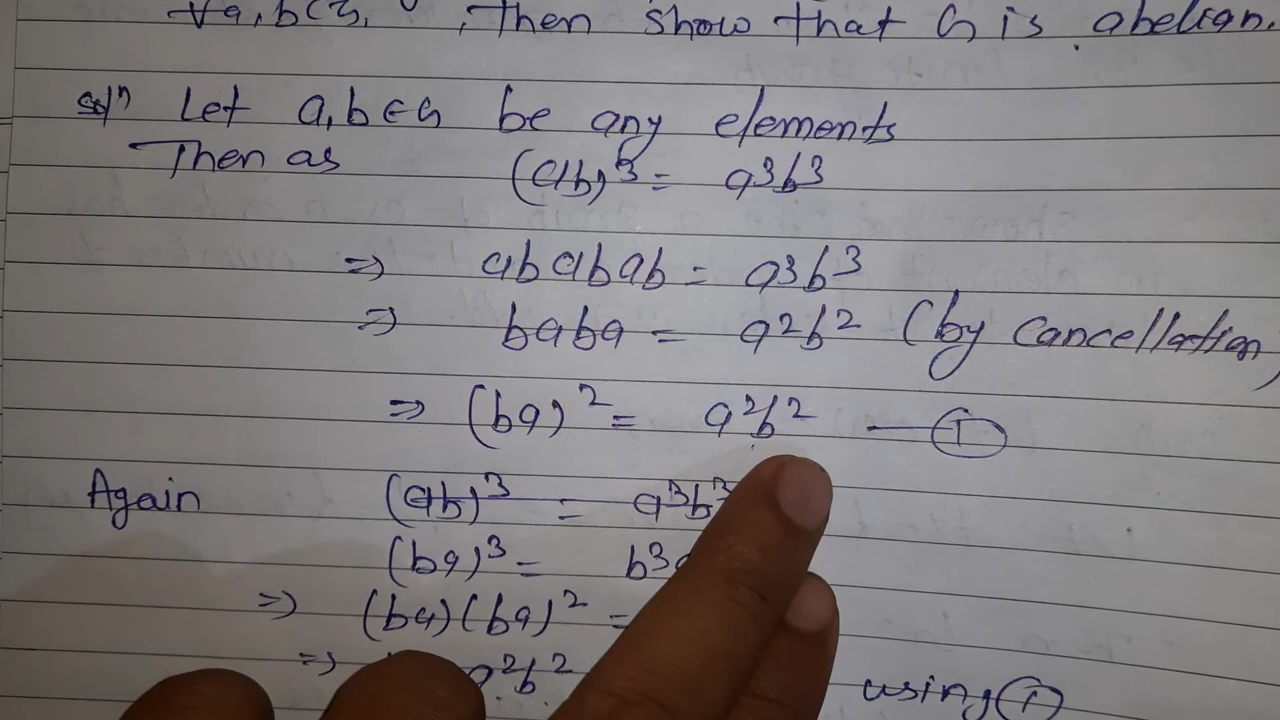 ∀a,b∈G, Then show that G is abelian.
Solⁿ Let a,b∈G be any elements
Then as (ab)³ = a³b³
⇒ ababab = a³b³
⇒ baba = a²b² (by cancellation)
⇒ (ba)² = a²b² — ①
Again (ab)³ = a³b³
(ba)³ = b³
⇒ (ba)(ba)² =
⇒ a²b² using ①